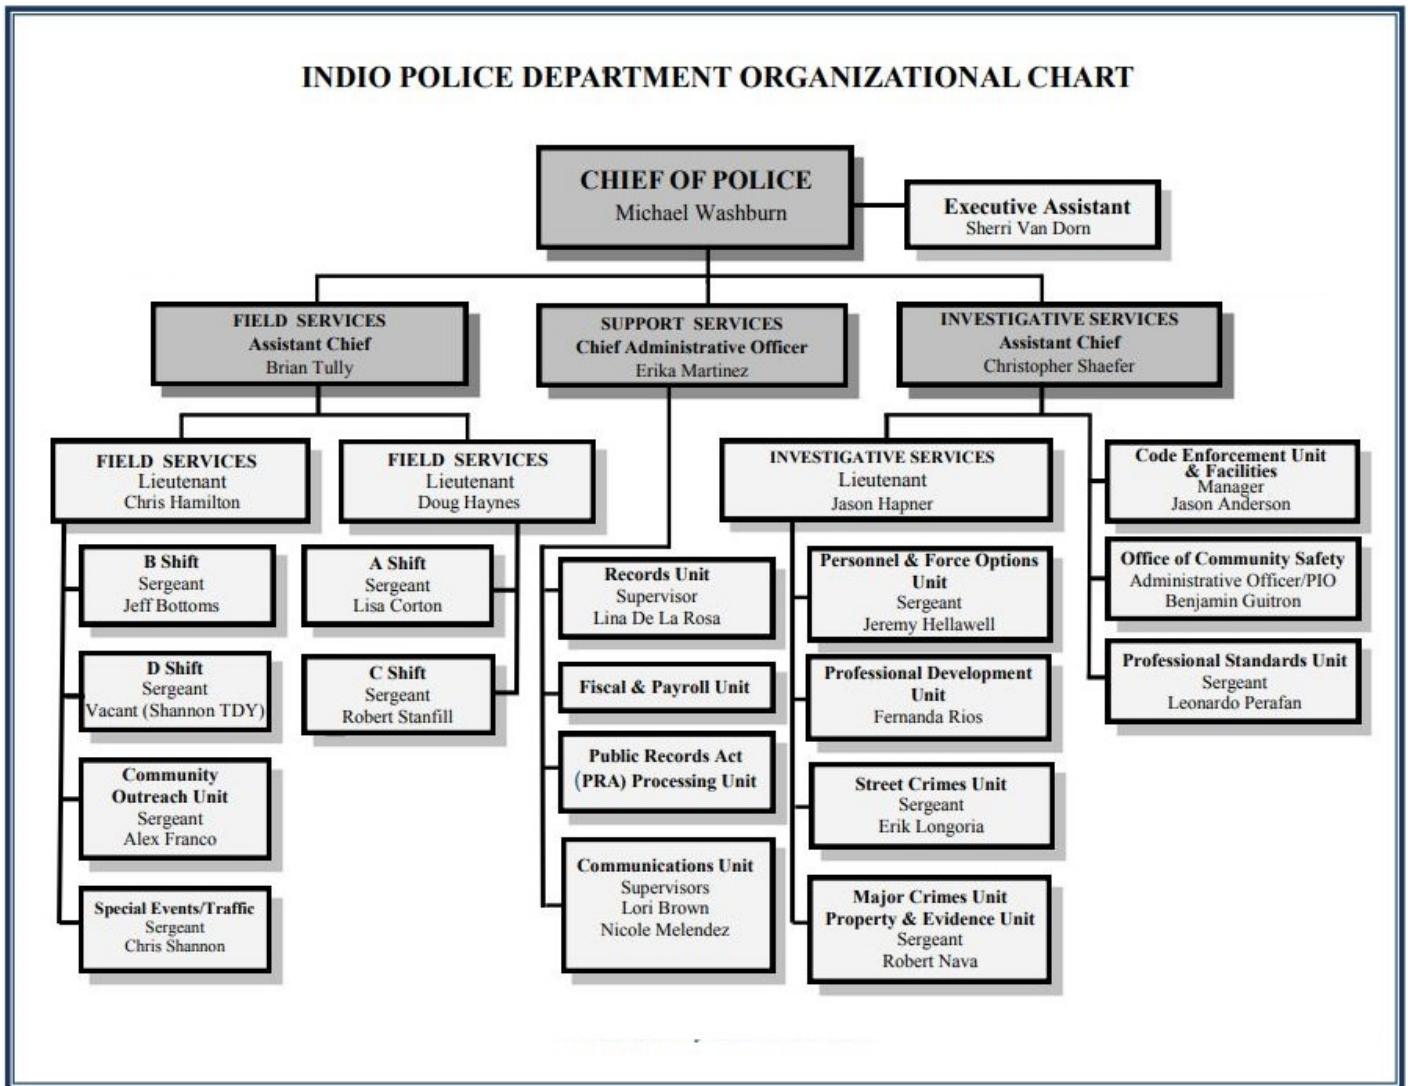 INDIO POLICE DEPARTMENT ORGANIZATIONAL CHART
CHIEF OF POLICE
Michael Washburn
Executive Assistant
Sherri Van Dorn
FIELD SERVICES
Assistant Chief
Brian Tully
SUPPORT SERVICES
Chief Administrative Officer
Erika Martinez
INVESTIGATIVE SERVICES
Assistant Chief
Christopher Shaefer
FIELD SERVICES
Lieutenant
Chris Hamilton
FIELD SERVICES
Lieutenant
Doug Haynes
INVESTIGATIVE SERVICES
Lieutenant
Jason Hapner
Code Enforcement Unit
& Facilities
Manager
Jason Anderson
B Shift
Sergeant
Jeff Bottoms
D Shift
Sergeant
Vacant (Shannon TDY)
Community
Outreach Unit
Sergeant
Alex Franco
Special Events/Traffic
Sergeant
Chris Shannon
A Shift
Sergeant
Lisa Corton
C Shift
Sergeant
Robert Stanfill
Records Unit
Supervisor
Lina De La Rosa
Fiscal & Payroll Unit
Public Records Act
(PRA) Processing Unit
Communications Unit
Supervisors
Lori Brown
Nicole Melendez
Personnel & Force Options
Unit
Sergeant
Jeremy Hellawell
Professional Development
Unit
Fernanda Rios
Street Crimes Unit
Sergeant
Erik Longoria
Major Crimes Unit
Property & Evidence Unit
Sergeant
Robert Nava
Office of Community Safety
Administrative Officer/PIO
Benjamin Guitron
Professional Standards Unit
Sergeant
Leonardo Perafan